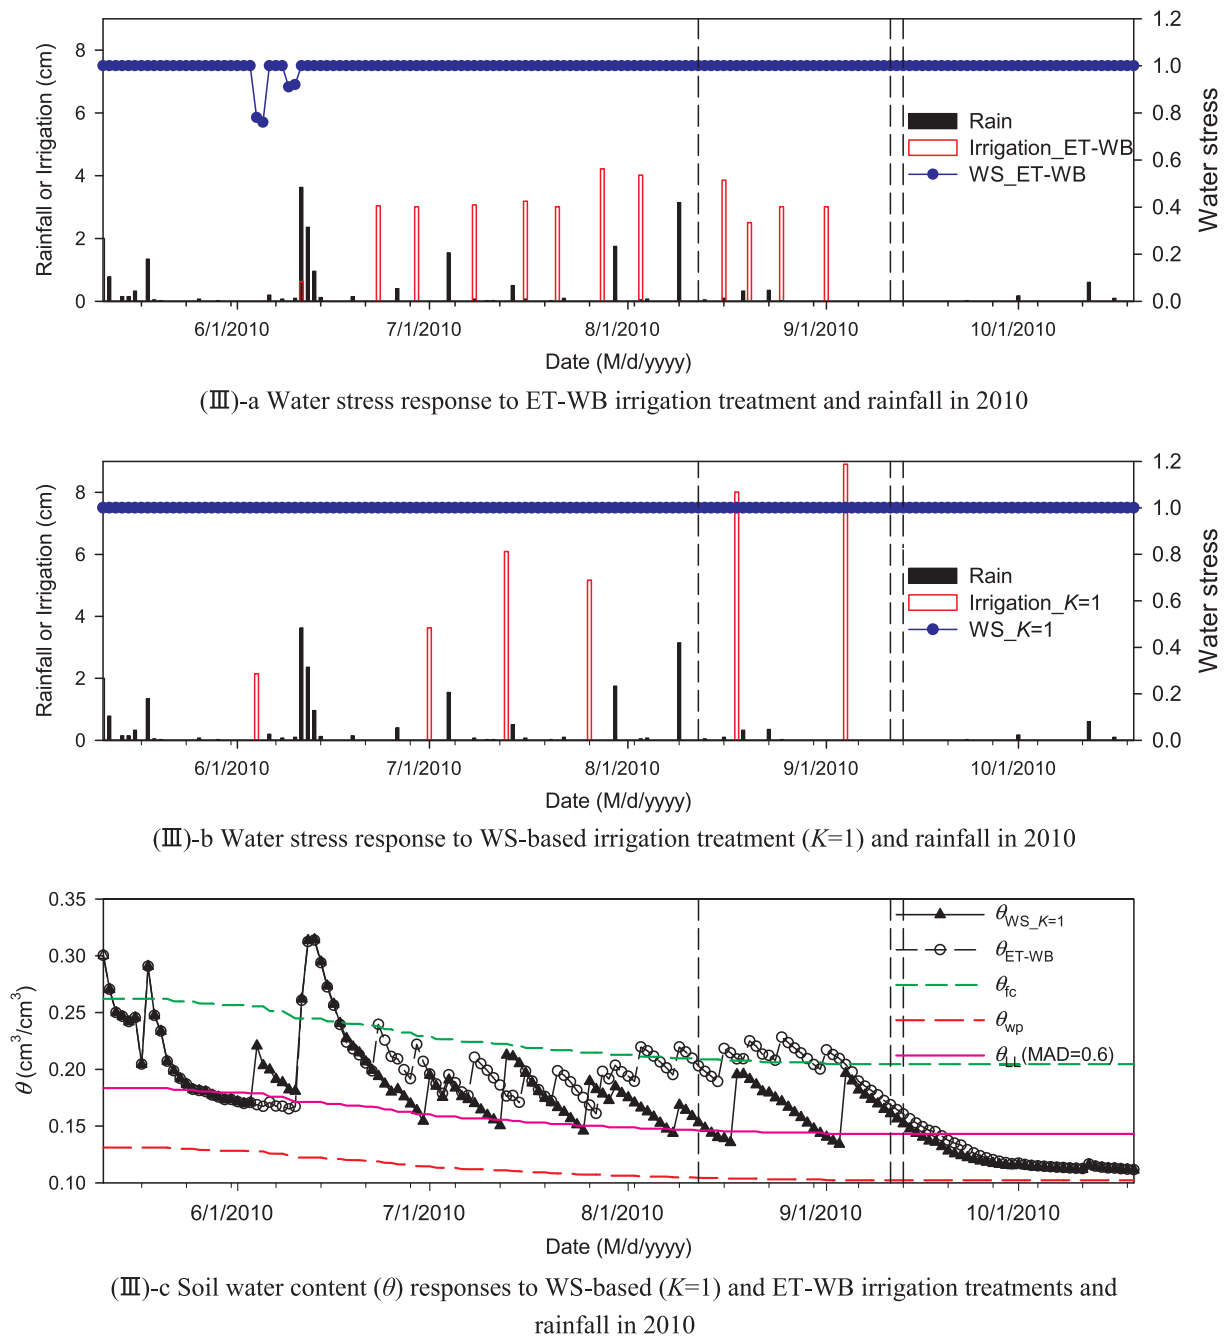 1.2
8
1.0
6
0.8
4
0.6
2
0.4
0
0.2
0.0
Rainfall or Irrigation (cm)
Water stress
Rain
Irrigation_ET-WB
WS_ET-WB
6/1/2010 7/1/2010 8/1/2010 9/1/2010 10/1/2010
Date (M/d/yyyy)
(Ⅲ)-a Water stress response to ET-WB irrigation treatment and rainfall in 2010
1.2
8
1.0
6
0.8
4
0.6
2
0.4
0
0.2
0.0
Rainfall or Irrigation (cm)
Water stress
Rain
Irrigation_K=1
WS_K=1
6/1/2010 7/1/2010 8/1/2010 9/1/2010 10/1/2010
Date (M/d/yyyy)
(Ⅲ)-b Water stress response to WS-based irrigation treatment (K=1) and rainfall in 2010
0.35
0.30
0.25
0.20
0.15
0.10
θ (cm³/cm³)
θWS_K=1
θET-WB
θfc
θwp
θLL(MAD=0.6)
6/1/2010 7/1/2010 8/1/2010 9/1/2010 10/1/2010
Date (M/d/yyyy)
(Ⅲ)-c Soil water content (θ) responses to WS-based (K=1) and ET-WB irrigation treatments and
rainfall in 2010